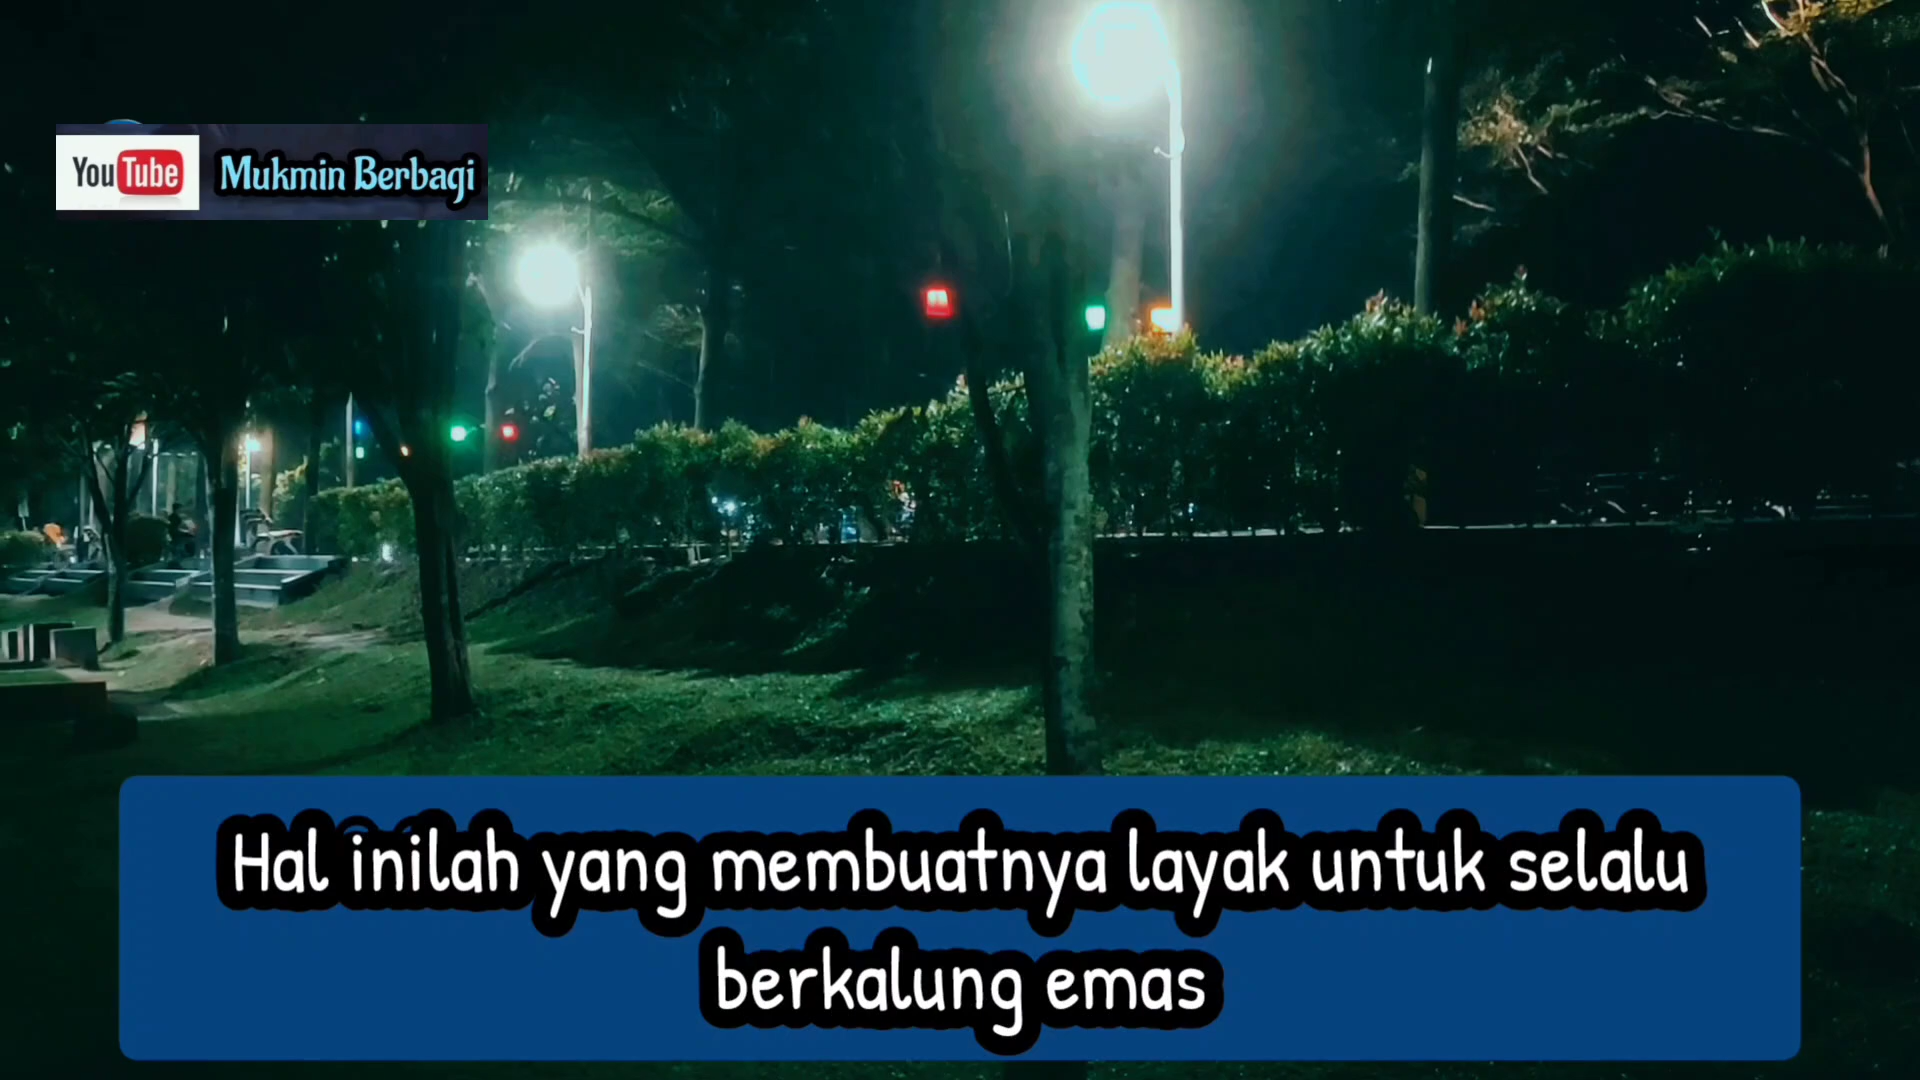 YouTube Mukmin Berbagi
Hal inilah yang membuatnya layak untuk selalu
berkalung emas